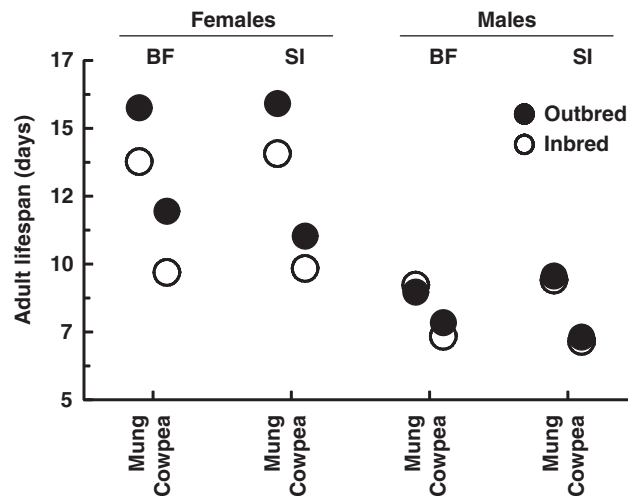 Females Males
BF SI BF SI
17
15
12
10
7
5
Adult lifespan (days)
Outbred
Inbred
Mung Mung Mung Mung
Cowpea Cowpea Cowpea Cowpea